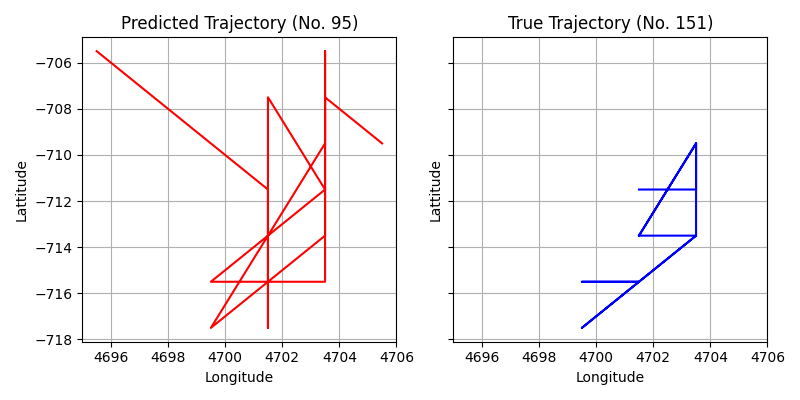 Predicted Trajectory (No. 95)
True Trajectory (No. 151)
Lattitude
−706
−708
−710
−712
−714
−716
−718
4696 4698 4700 4702 4704 4706
Longitude
Lattitude
4696 4698 4700 4702 4704 4706
Longitude